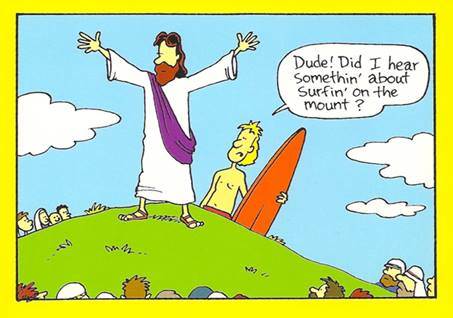 Dude! Did I hear
somethin' about
surfin' on the
mount?